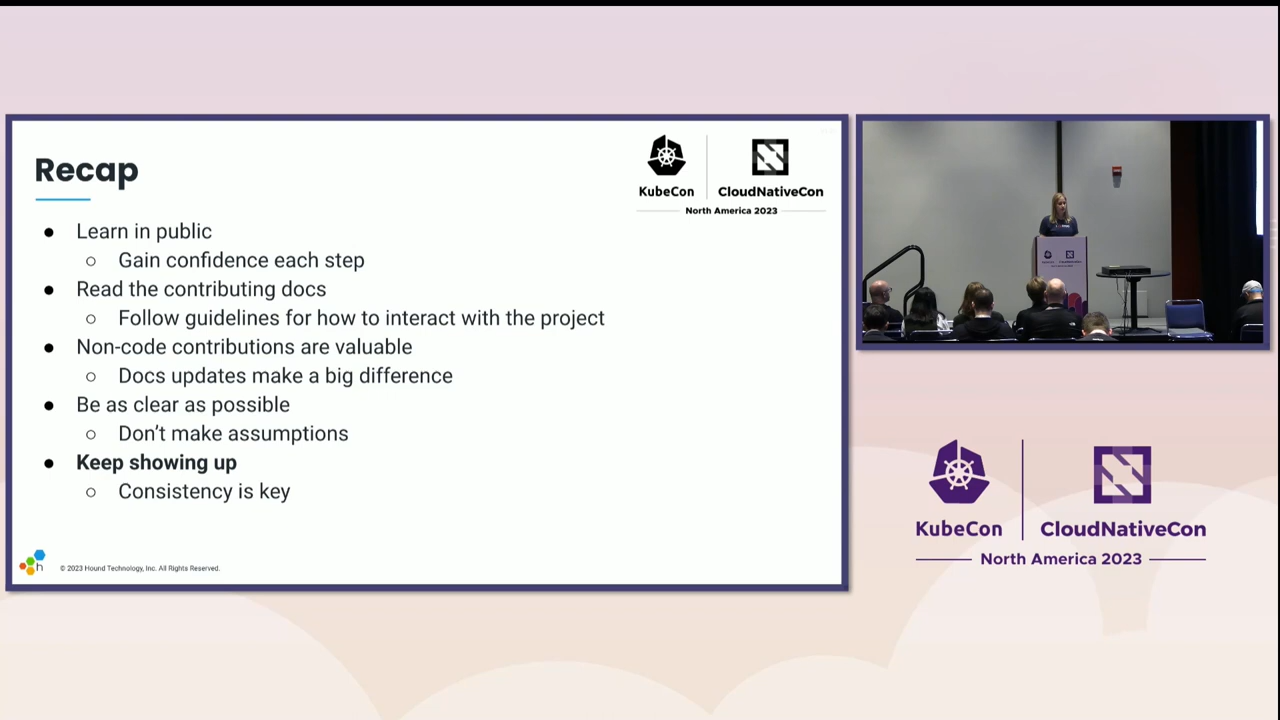 Recap
KubeCon
CloudNativeCon
North America 2023
● Learn in public
○ Gain confidence each step
● Read the contributing docs
○ Follow guidelines for how to interact with the project
● Non-code contributions are valuable
○ Docs updates make a big difference
● Be as clear as possible
○ Don't make assumptions
● Keep showing up
○ Consistency is key
h
© 2023 Hound Technology, Inc. All Rights Reserved.
KubeCon
CloudNativeCon
North America 2023